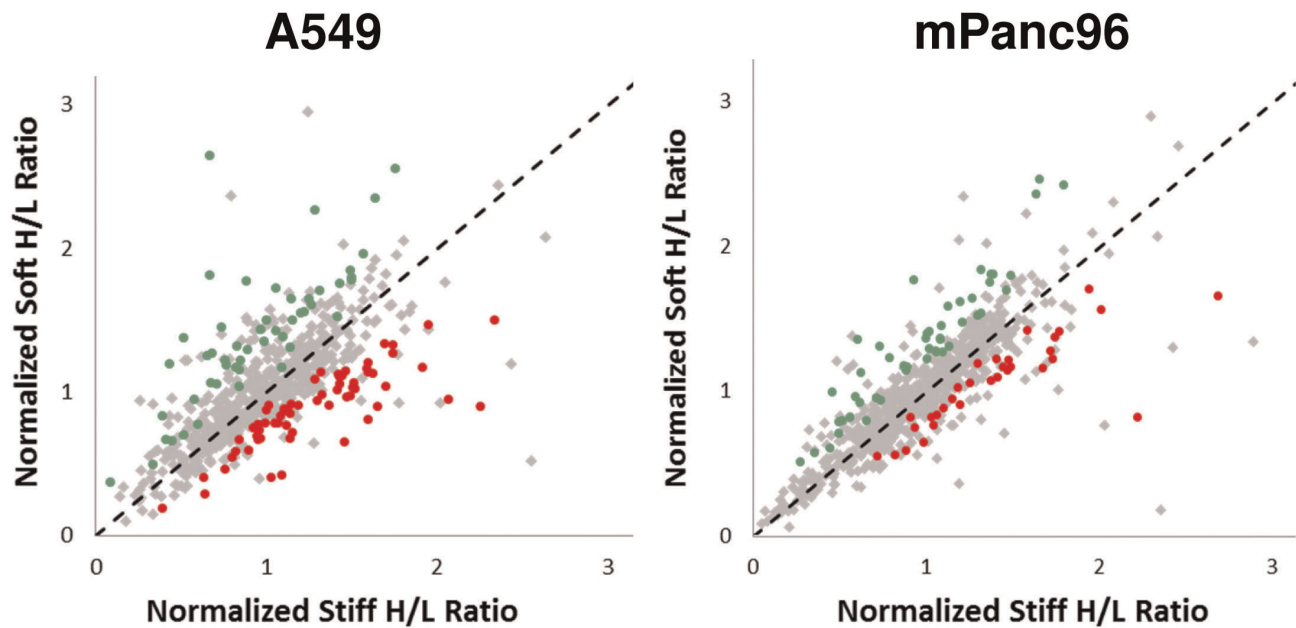 A549
Normalized Soft H/L Ratio
3
2
1
0
0 1 2 3
Normalized Stiff H/L Ratio
mPanc96
Normalized Soft H/L Ratio
3
2
1
0
0 1 2 3
Normalized Stiff H/L Ratio